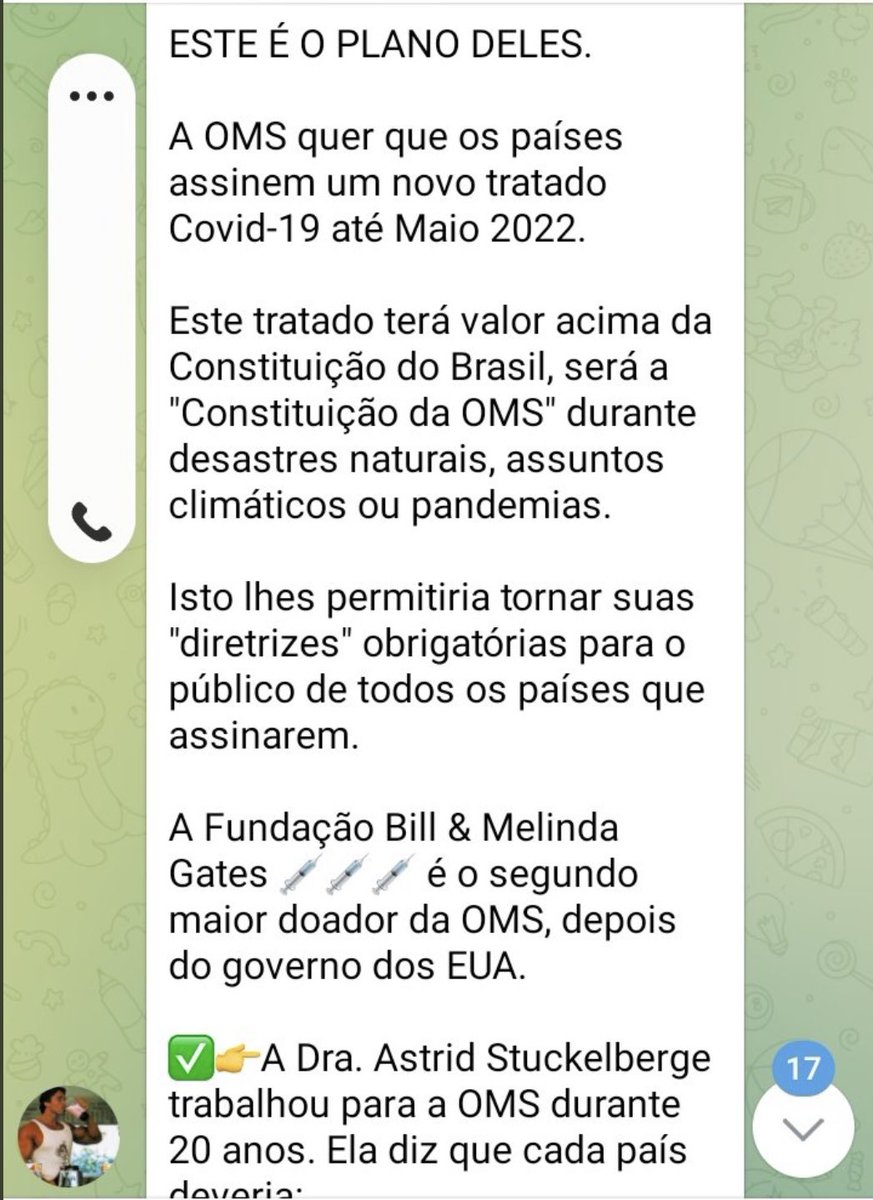 ESTE É O PLANO DELES.
A OMS quer que os países
assinem um novo tratado
Covid-19 até Maio 2022.
Este tratado terá valor acima da
Constituição do Brasil, será a
"Constituição da OMS" durante
desastres naturais, assuntos
climáticos ou pandemias.
Isto lhes permitiria tornar suas
"diretrizes" obrigatórias para o
público de todos os países que
assinarem.
A Fundação Bill & Melinda
Gates 💉💉💉 é o segundo
maior doador da OMS, depois
do governo dos EUA.
✅👉A Dra. Astrid Stuckelberge
trabalhou para a OMS durante
20 anos. Ela diz que cada país
deveria:
17